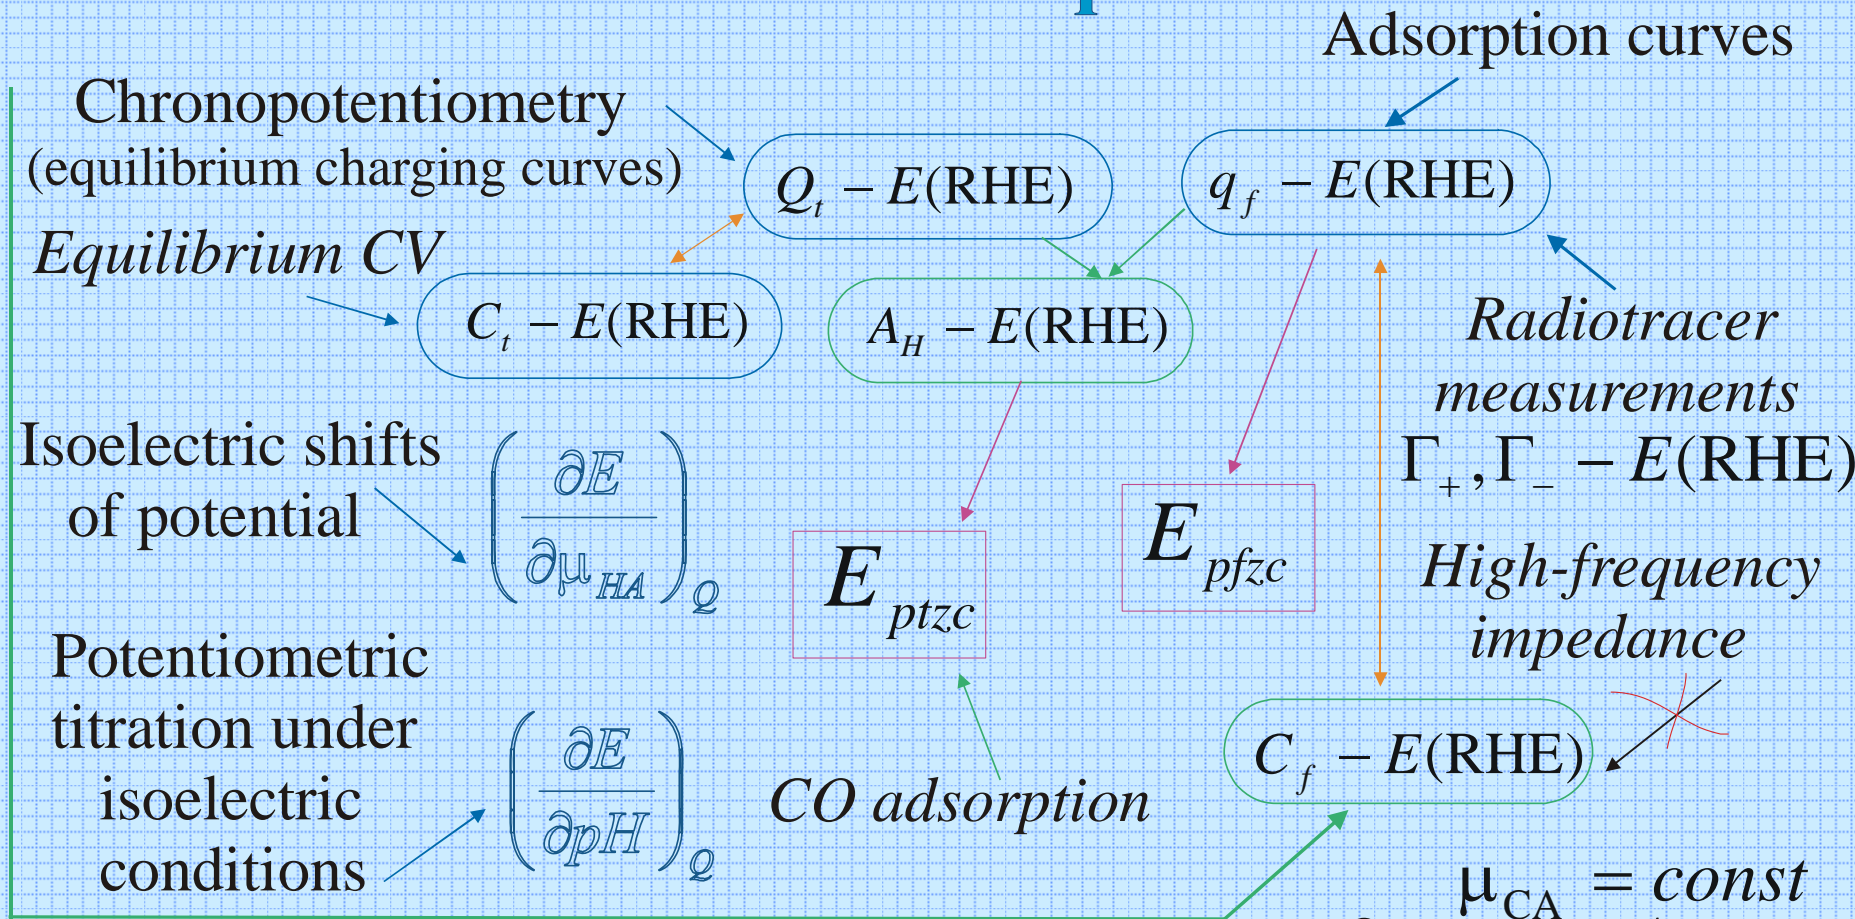 Adsorption curves
Chronopotentiometry
(equilibrium charging curves)
Q_t − E(RHE)
q_f − E(RHE)
Equilibrium CV
C_t − E(RHE)
A_H − E(RHE)
Radiotracer
measurements
Γ_+, Γ_− − E(RHE)
Isoelectric shifts
of potential
(∂E/∂μ_HA)_Q
E_ptzc
E_pfzc
High-frequency
impedance
Potentiometric
titration under
isoelectric
conditions
(∂E/∂pH)_Q
CO adsorption
C_f − E(RHE)
μ_CA = const